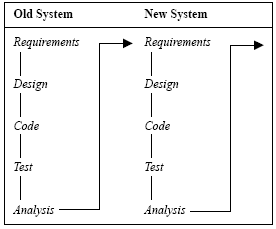 Old System New System
Requirements Requirements
Design Design
Code Code
Test Test
Analysis Analysis